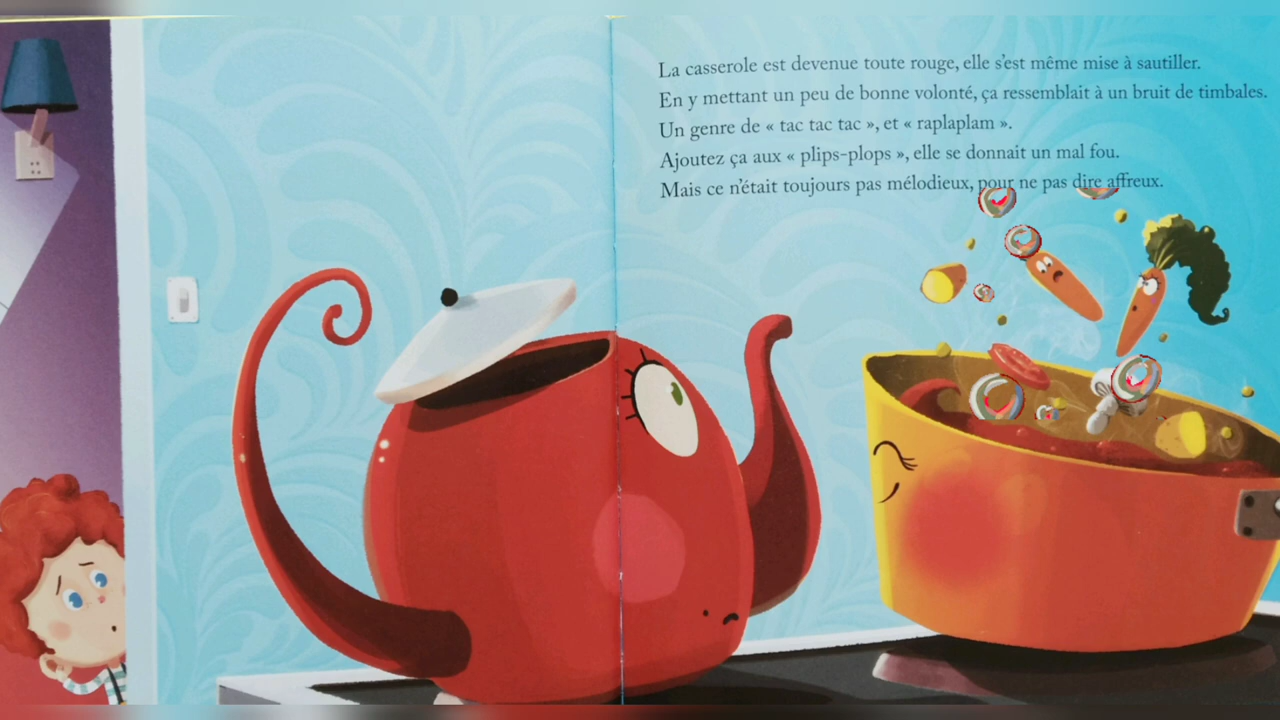 La casserole est devenue toute rouge, elle s'est même mise à sautiller.
En y mettant un peu de bonne volonté, ça ressemblait à un bruit de timbales.
Un genre de « tac tac tac », et « raplaplam ».
Ajoutez ça aux « plips-plops », elle se donnait un mal fou.
Mais ce n'était toujours pas mélodieux, pour ne pas dire affreux.